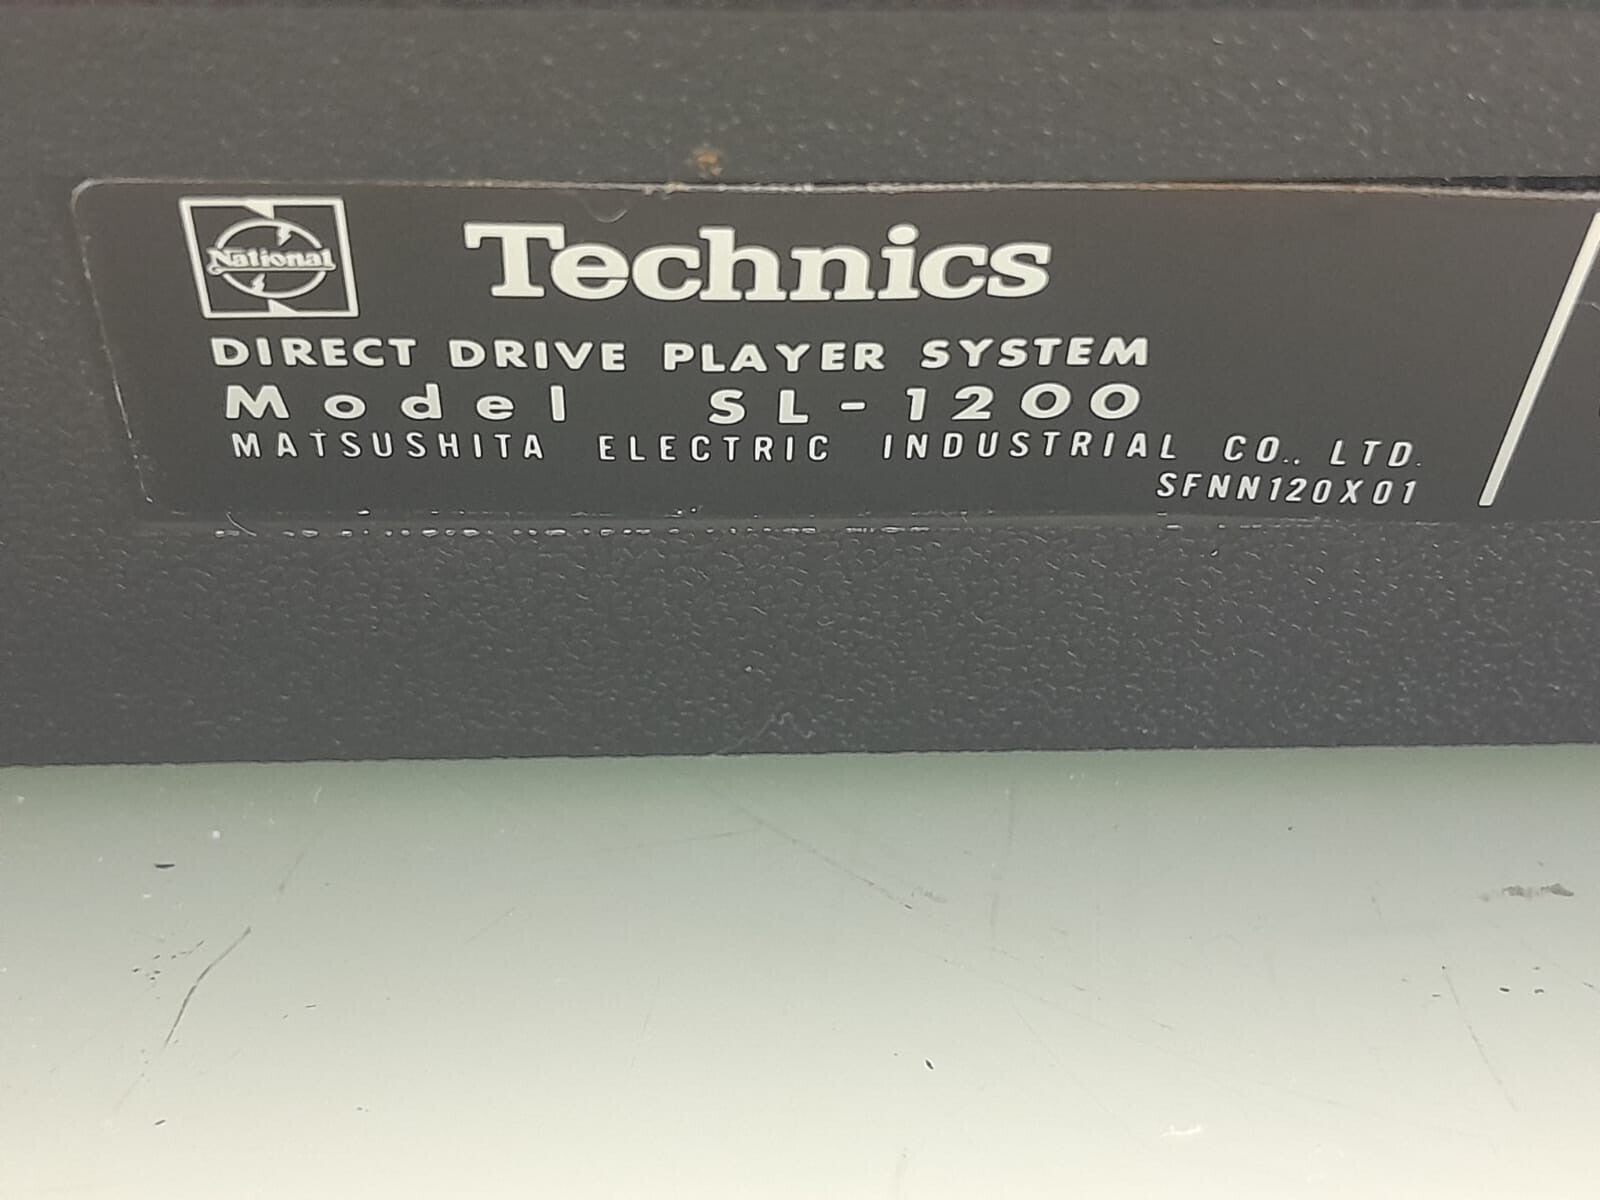 National
Technics
DIRECT DRIVE PLAYER SYSTEM
Model SL-1200
MATSUSHITA ELECTRIC INDUSTRIAL CO., LTD.
SFNN120X01